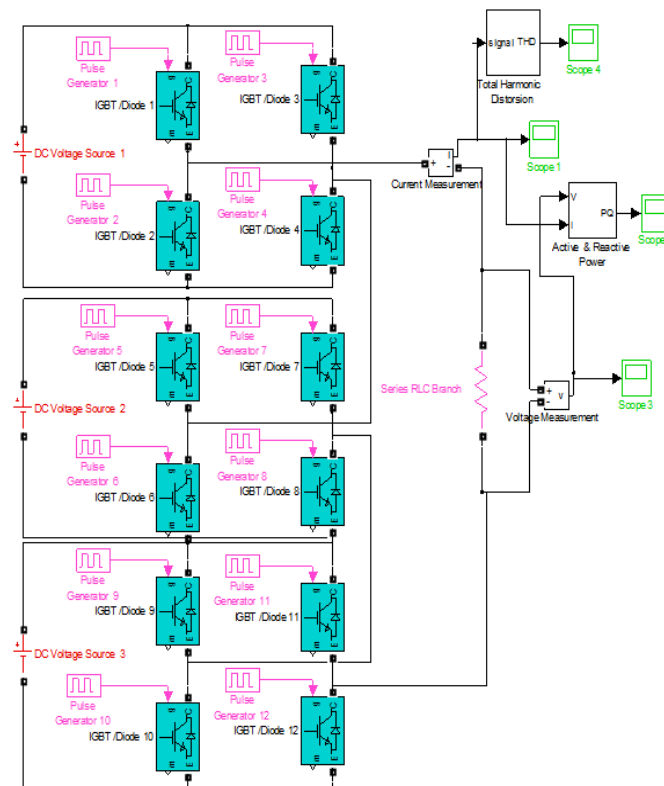 Pulse
Generator 1
g
C
m
E
IGBT /Diode 1
Pulse
Generator 3
g
C
m
E
IGBT /Diode 3
signal THD
Total Harmonic
Distorsion
Scope 4
+
DC Voltage Source 1
+ i
-
Current Measurement
Scope 1
Pulse
Generator 2
g
C
m
E
IGBT /Diode 2
Pulse
Generator 4
g
C
m
E
IGBT /Diode 4
V
I
PQ
Active & Reactive
Power
Scope
Pulse
Generator 5
g
C
m
E
IGBT /Diode 5
Pulse
Generator 7
g
C
m
E
IGBT /Diode 7
+
DC Voltage Source 2
Series RLC Branch
+
- v
Voltage Measurement
Scope 3
Pulse
Generator 6
g
C
m
E
IGBT /Diode 6
Pulse
Generator 8
g
C
m
E
IGBT /Diode 8
Pulse
Generator 9
g
C
m
E
IGBT /Diode 9
Pulse
Generator 11
g
C
m
E
IGBT /Diode 11
+
DC Voltage Source 3
Pulse
Generator 10
g
C
m
E
IGBT /Diode 10
Pulse
Generator 12
g
C
m
E
IGBT /Diode 12